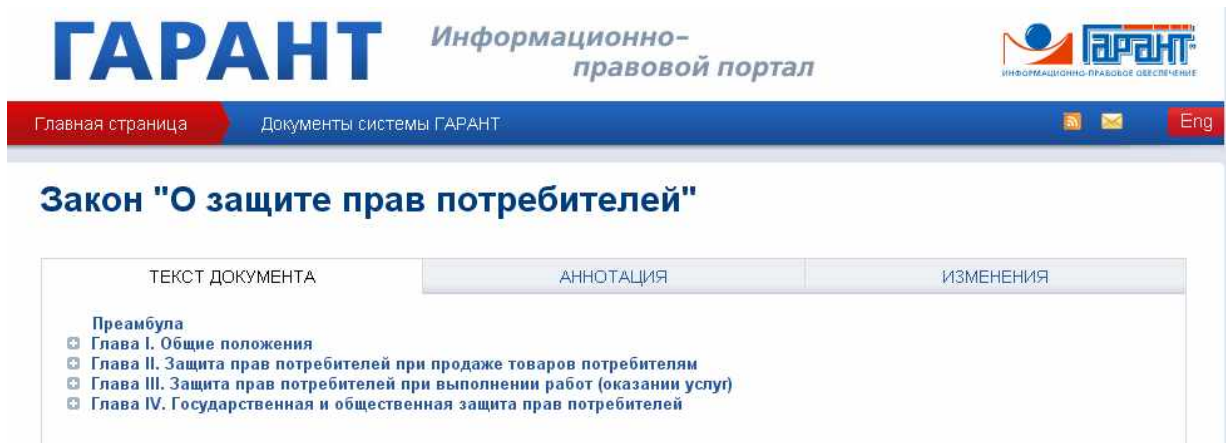 ГАРАНТ
Информационно-
правовой портал
гарант
ИНФОРМАЦИОННО-ПРАВОВОЕ ОБЕСПЕЧЕНИЕ
Главная страница Документы системы ГАРАНТ Eng
Закон "О защите прав потребителей"
ТЕКСТ ДОКУМЕНТА АННОТАЦИЯ ИЗМЕНЕНИЯ
Преамбула
Глава I. Общие положения
Глава II. Защита прав потребителей при продаже товаров потребителям
Глава III. Защита прав потребителей при выполнении работ (оказании услуг)
Глава IV. Государственная и общественная защита прав потребителей